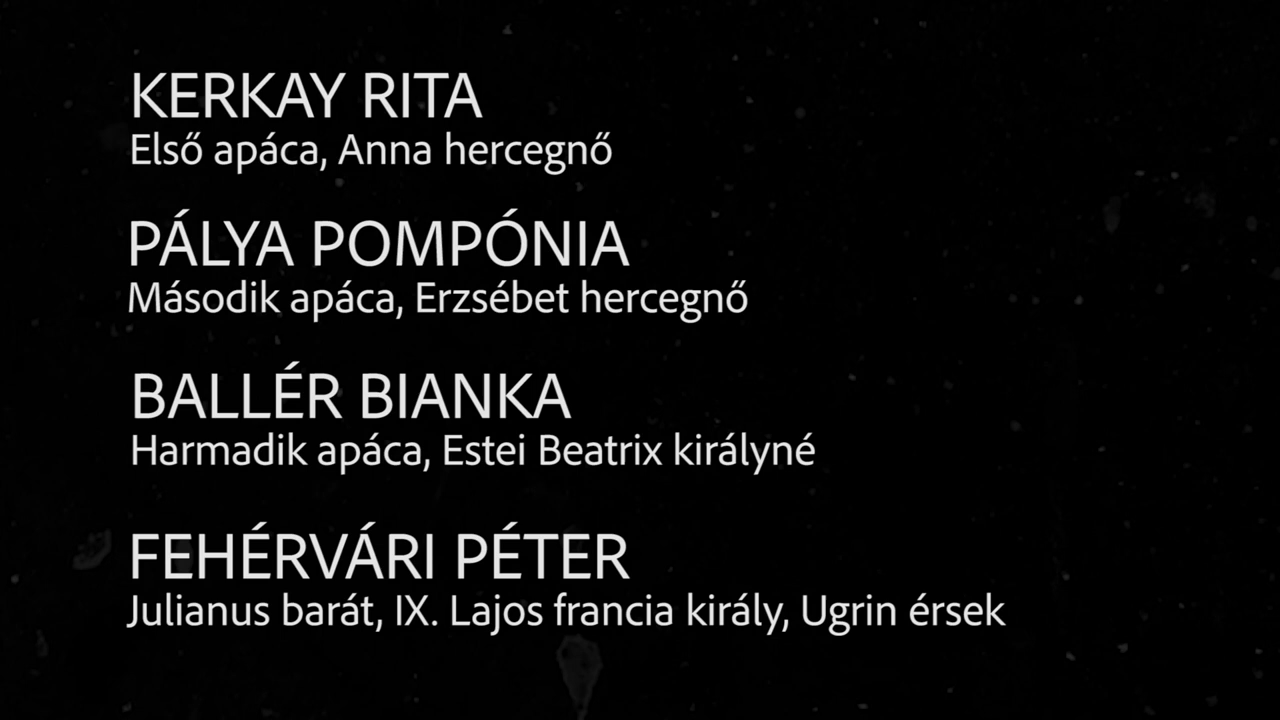 KERKAY RITA
Első apáca, Anna hercegnő
PÁLYA POMPÓNIA
Második apáca, Erzsébet hercegnő
BALLÉR BIANKA
Harmadik apáca, Estei Beatrix királyné
FEHÉRVÁRI PÉTER
Julianus barát, IX. Lajos francia király, Ugrin érsek